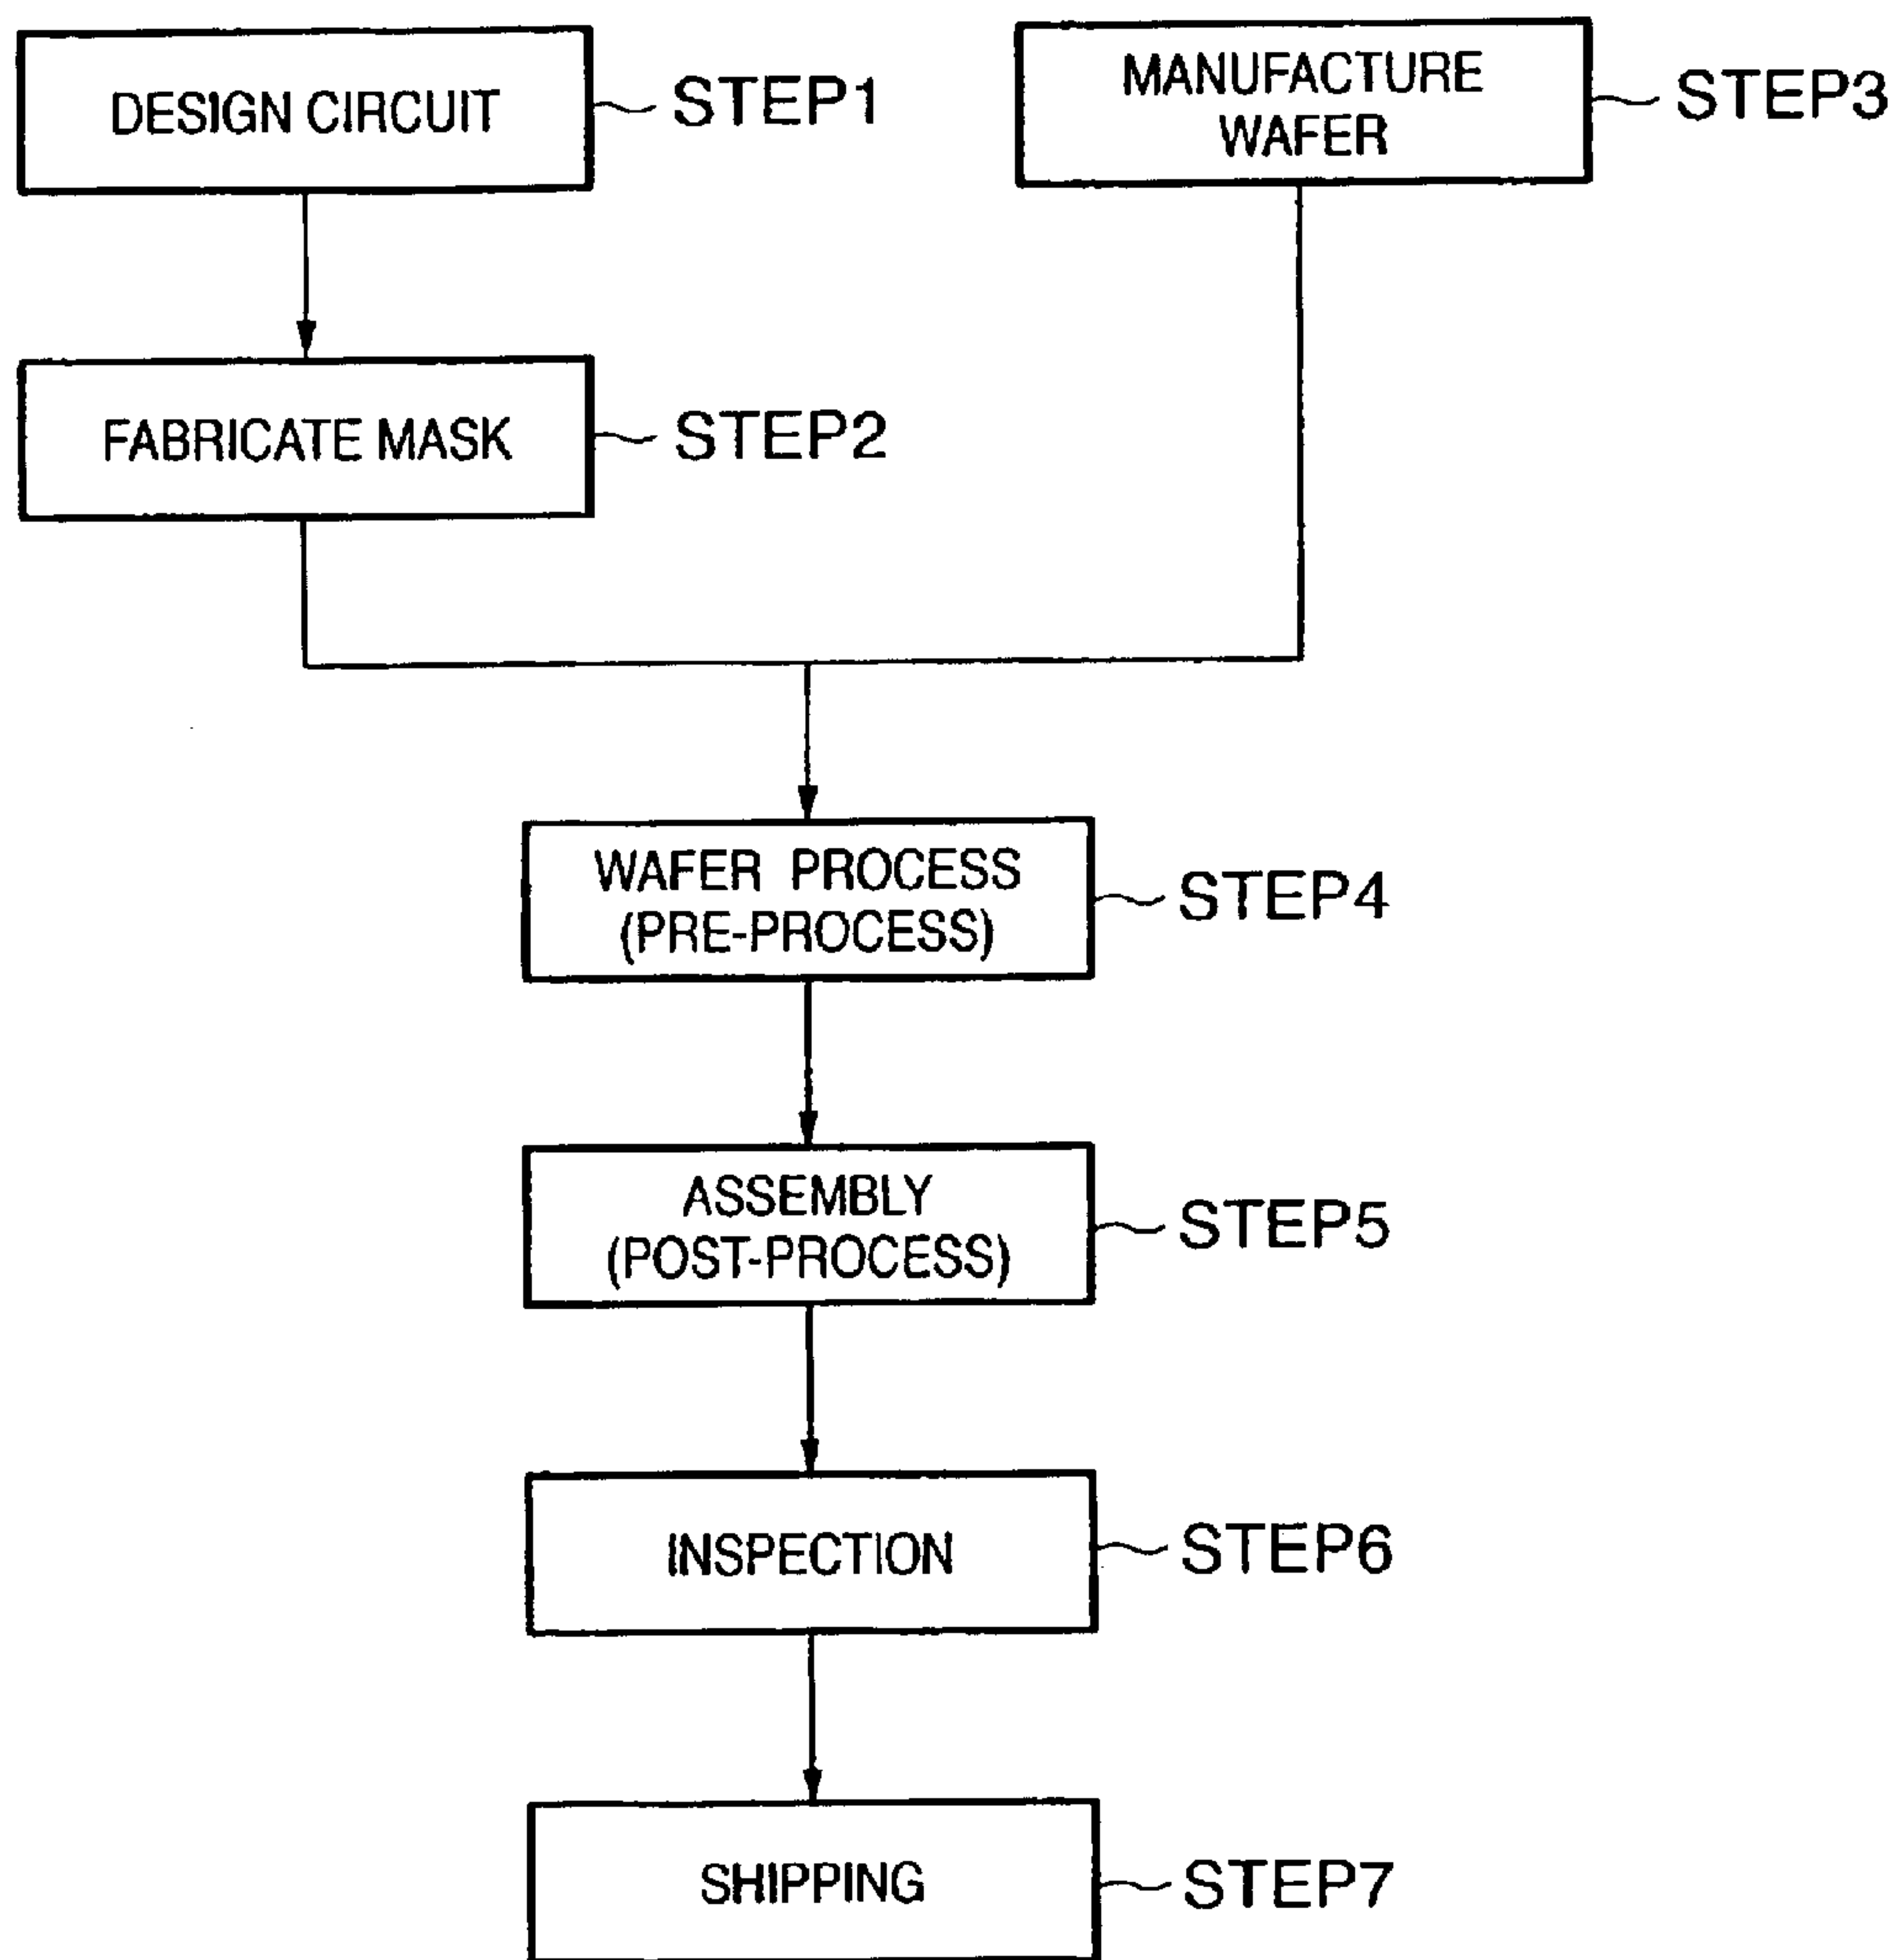 DESIGN CIRCUIT
STEP1
MANUFACTURE
WAFER
STEP3
FABRICATE MASK
STEP2
WAFER PROCESS
(PRE-PROCESS)
STEP4
ASSEMBLY
(POST-PROCESS)
STEP5
INSPECTION
STEP6
SHIPPING
STEP7